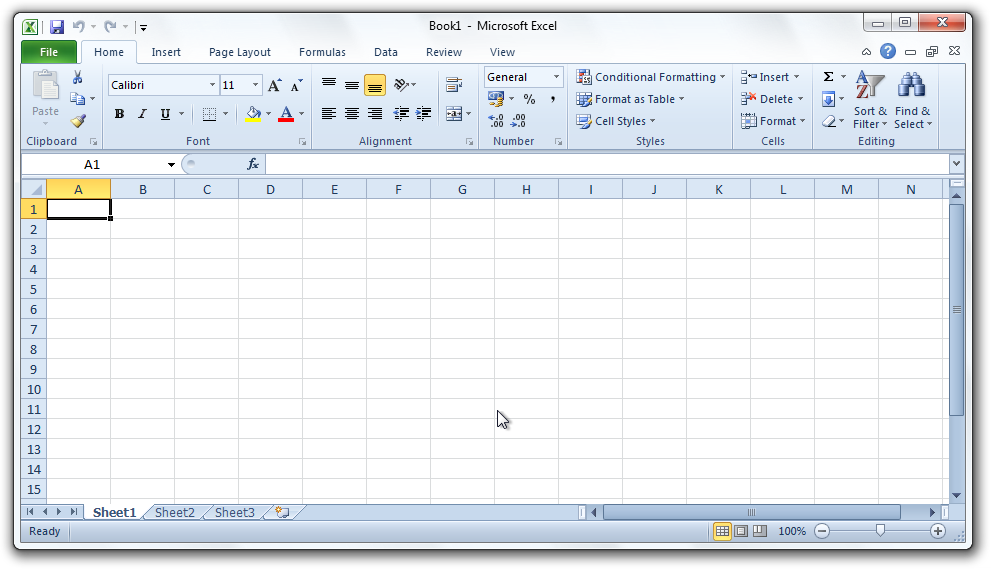 Book1 - Microsoft Excel
File Home Insert Page Layout Formulas Data Review View
Calibri 11 General Conditional Formatting Insert Σ
B I U A % , Format as Table Delete
Paste .00 .00 Cell Styles Format Sort & Filter Find & Select
Clipboard Font Alignment Number Styles Cells Editing
A1 fx
A B C D E F G H I J K L M N
1
2
3
4
5
6
7
8
9
10
11
12
13
14
15
Sheet1 Sheet2 Sheet3
Ready 100%